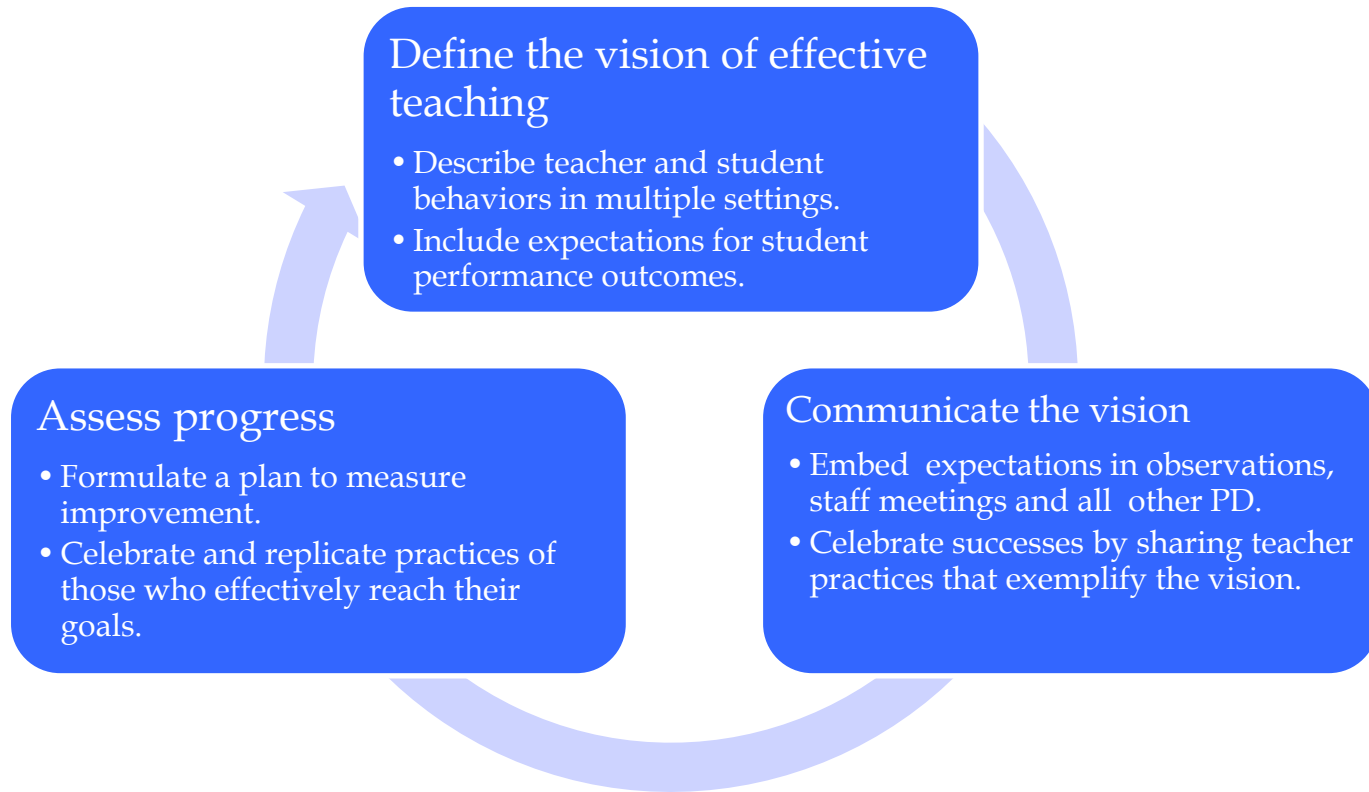 Define the vision of effective
teaching
• Describe teacher and student
behaviors in multiple settings.
• Include expectations for student
performance outcomes.
Communicate the vision
• Embed  expectations in observations,
staff meetings and all  other PD.
• Celebrate successes by sharing teacher
practices that exemplify the vision.
Assess progress
• Formulate a plan to measure
improvement.
• Celebrate and replicate practices of
those who effectively reach their
goals.